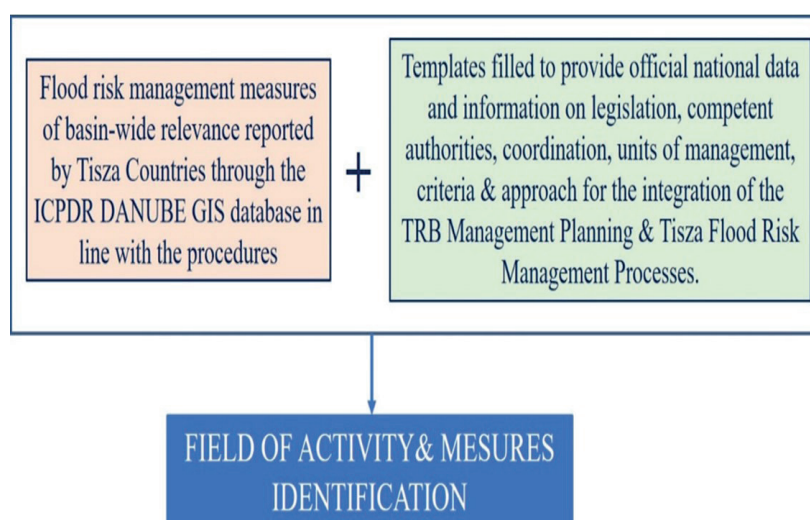 Flood risk management measures
of basin-wide relevance reported
by Tisza Countries through the
ICPDR DANUBE GIS database in
line with the procedures
+
Templates filled to provide official national data
and information on legislation, competent
authorities, coordination, units of management,
criteria & approach for the integration of the
TRB Management Planning & Tisza Flood Risk
Management Processes.
FIELD OF ACTIVITY& MESURES
IDENTIFICATION